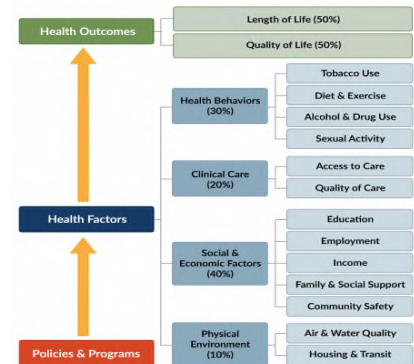 Health Outcomes
Length of Life (50%)
Quality of Life (50%)
Health Factors
Health Behaviors
(30%)
Tobacco Use
Diet & Exercise
Alcohol & Drug Use
Sexual Activity
Clinical Care
(20%)
Access to Care
Quality of Care
Social &
Economic Factors
(40%)
Education
Employment
Income
Family & Social Support
Community Safety
Physical
Environment
(10%)
Air & Water Quality
Housing & Transit
Policies & Programs